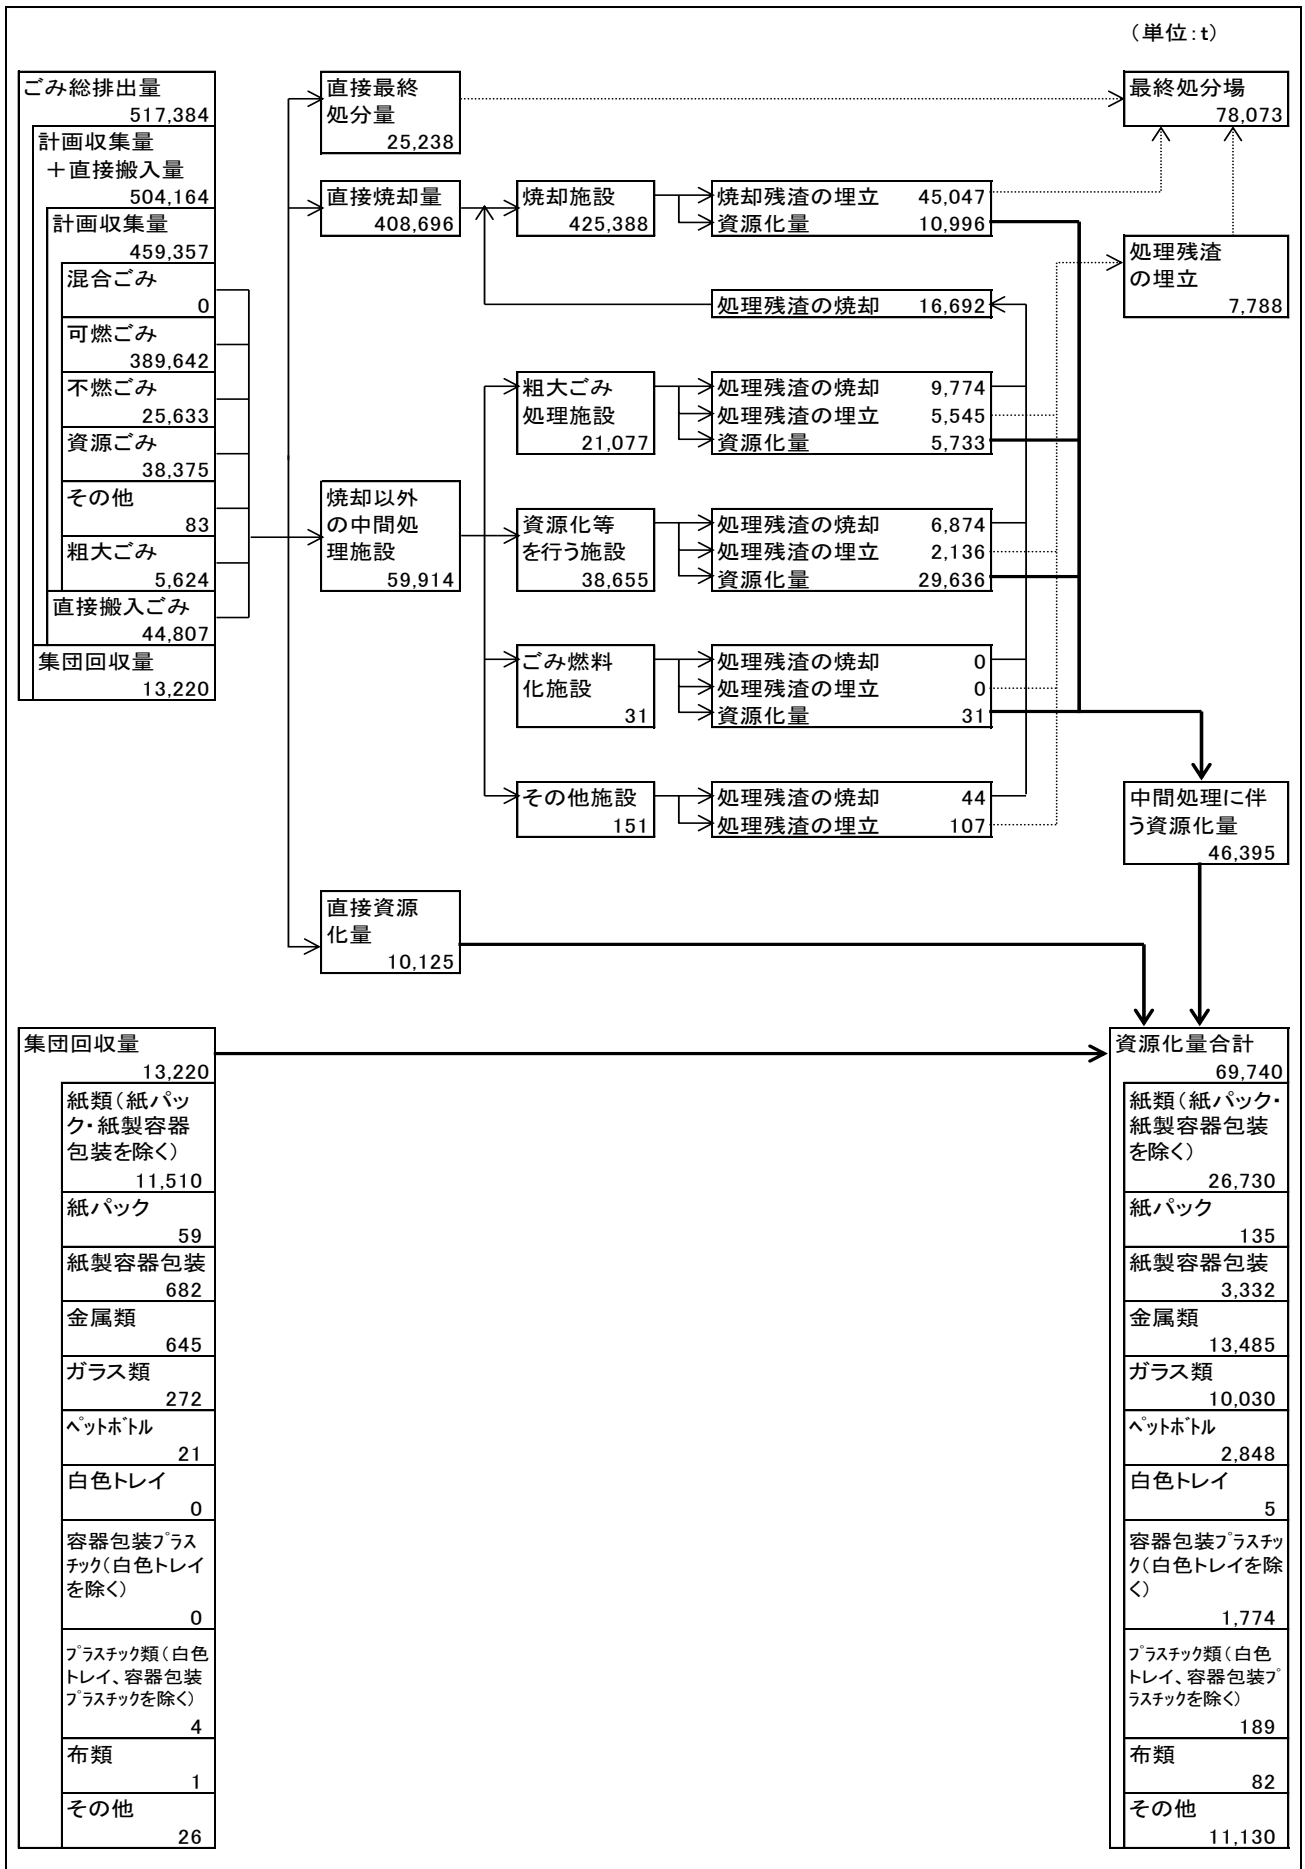 （単位：t）
ごみ総排出量
517,384
計画収集量
＋直接搬入量
504,164
計画収集量
459,357
混合ごみ
0
可燃ごみ
389,642
不燃ごみ
25,633
資源ごみ
38,375
その他
83
粗大ごみ
5,624
直接搬入ごみ
44,807
集団回収量
13,220
直接最終
処分量
25,238
直接焼却量
408,696
焼却施設
425,388
焼却残渣の埋立 45,047
資源化量 10,996
処理残渣の焼却 16,692
最終処分場
78,073
処理残渣
の埋立
7,788
焼却以外
の中間処
理施設
59,914
粗大ごみ
処理施設
21,077
処理残渣の焼却 9,774
処理残渣の埋立 5,545
資源化量 5,733
資源化等
を行う施設
38,655
処理残渣の焼却 6,874
処理残渣の埋立 2,136
資源化量 29,636
ごみ燃料
化施設
31
処理残渣の焼却 0
処理残渣の埋立 0
資源化量 31
その他施設
151
処理残渣の焼却 44
処理残渣の埋立 107
中間処理に伴
う資源化量
46,395
直接資源
化量
10,125
集団回収量
13,220
紙類（紙パッ
ク・紙製容器
包装を除く）
11,510
紙パック
59
紙製容器包装
682
金属類
645
ガラス類
272
ﾍﾟｯﾄﾎﾞﾄﾙ
21
白色トレイ
0
容器包装ﾌﾟﾗｽ
ﾁｯｸ（白色トレイ
を除く）
0
ﾌﾟﾗｽﾁｯｸ類（白色
トレイ、容器包装
ﾌﾟﾗｽﾁｯｸを除く）
4
布類
1
その他
26
資源化量合計
69,740
紙類（紙パック・
紙製容器包装
を除く）
26,730
紙パック
135
紙製容器包装
3,332
金属類
13,485
ガラス類
10,030
ﾍﾟｯﾄﾎﾞﾄﾙ
2,848
白色トレイ
5
容器包装ﾌﾟﾗｽﾁｯ
ｸ（白色トレイを除
く）
1,774
ﾌﾟﾗｽﾁｯｸ類（白色
トレイ、容器包装ﾌﾟ
ﾗｽﾁｯｸを除く）
189
布類
82
その他
11,130